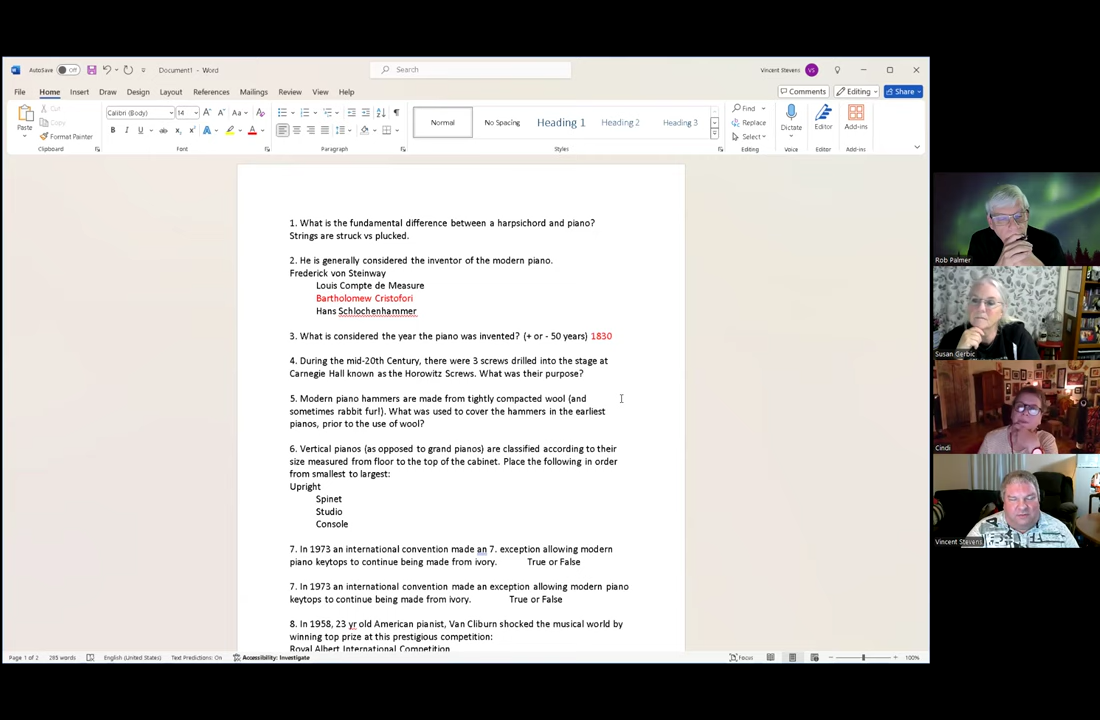 AutoSave Off Document1 - Word Search Vincent Stevens VS
File Home Insert Draw Design Layout References Mailings Review View Help Comments Editing Share
Paste Cut Copy Format Painter Calibri (Body) 14 Normal No Spacing Heading 1 Heading 2 Heading 3 Find Replace Select Dictate Editor Add-ins
Clipboard Font Paragraph Styles Editing Voice Editor Add-ins
1. What is the fundamental difference between a harpsichord and piano?
Strings are struck vs plucked.
2. He is generally considered the inventor of the modern piano.
Frederick von Steinway
Louis Compte de Measure
Bartholomew Cristofori
Hans Schlochenhammer
3. What is considered the year the piano was invented? (+ or - 50 years) 1830
4. During the mid-20th Century, there were 3 screws drilled into the stage at
Carnegie Hall known as the Horowitz Screws. What was their purpose?
5. Modern piano hammers are made from tightly compacted wool (and
sometimes rabbit fur!). What was used to cover the hammers in the earliest
pianos, prior to the use of wool?
6. Vertical pianos (as opposed to grand pianos) are classified according to their
size measured from floor to the top of the cabinet. Place the following in order
from smallest to largest:
Upright
Spinet
Studio
Console
7. In 1973 an international convention made an 7. exception allowing modern
piano keytops to continue being made from ivory. True or False
7. In 1973 an international convention made an exception allowing modern piano
keytops to continue being made from ivory. True or False
8. In 1958, 23 yr old American pianist, Van Cliburn shocked the musical world by
winning top prize at this prestigious competition:
Royal Albert International Competition
Page 1 of 2 285 words English (United States) Text Predictions: On Accessibility: Investigate Focus 100%
Rob Palmer
Susan Gerbic
Cindi
Vincent Stevens